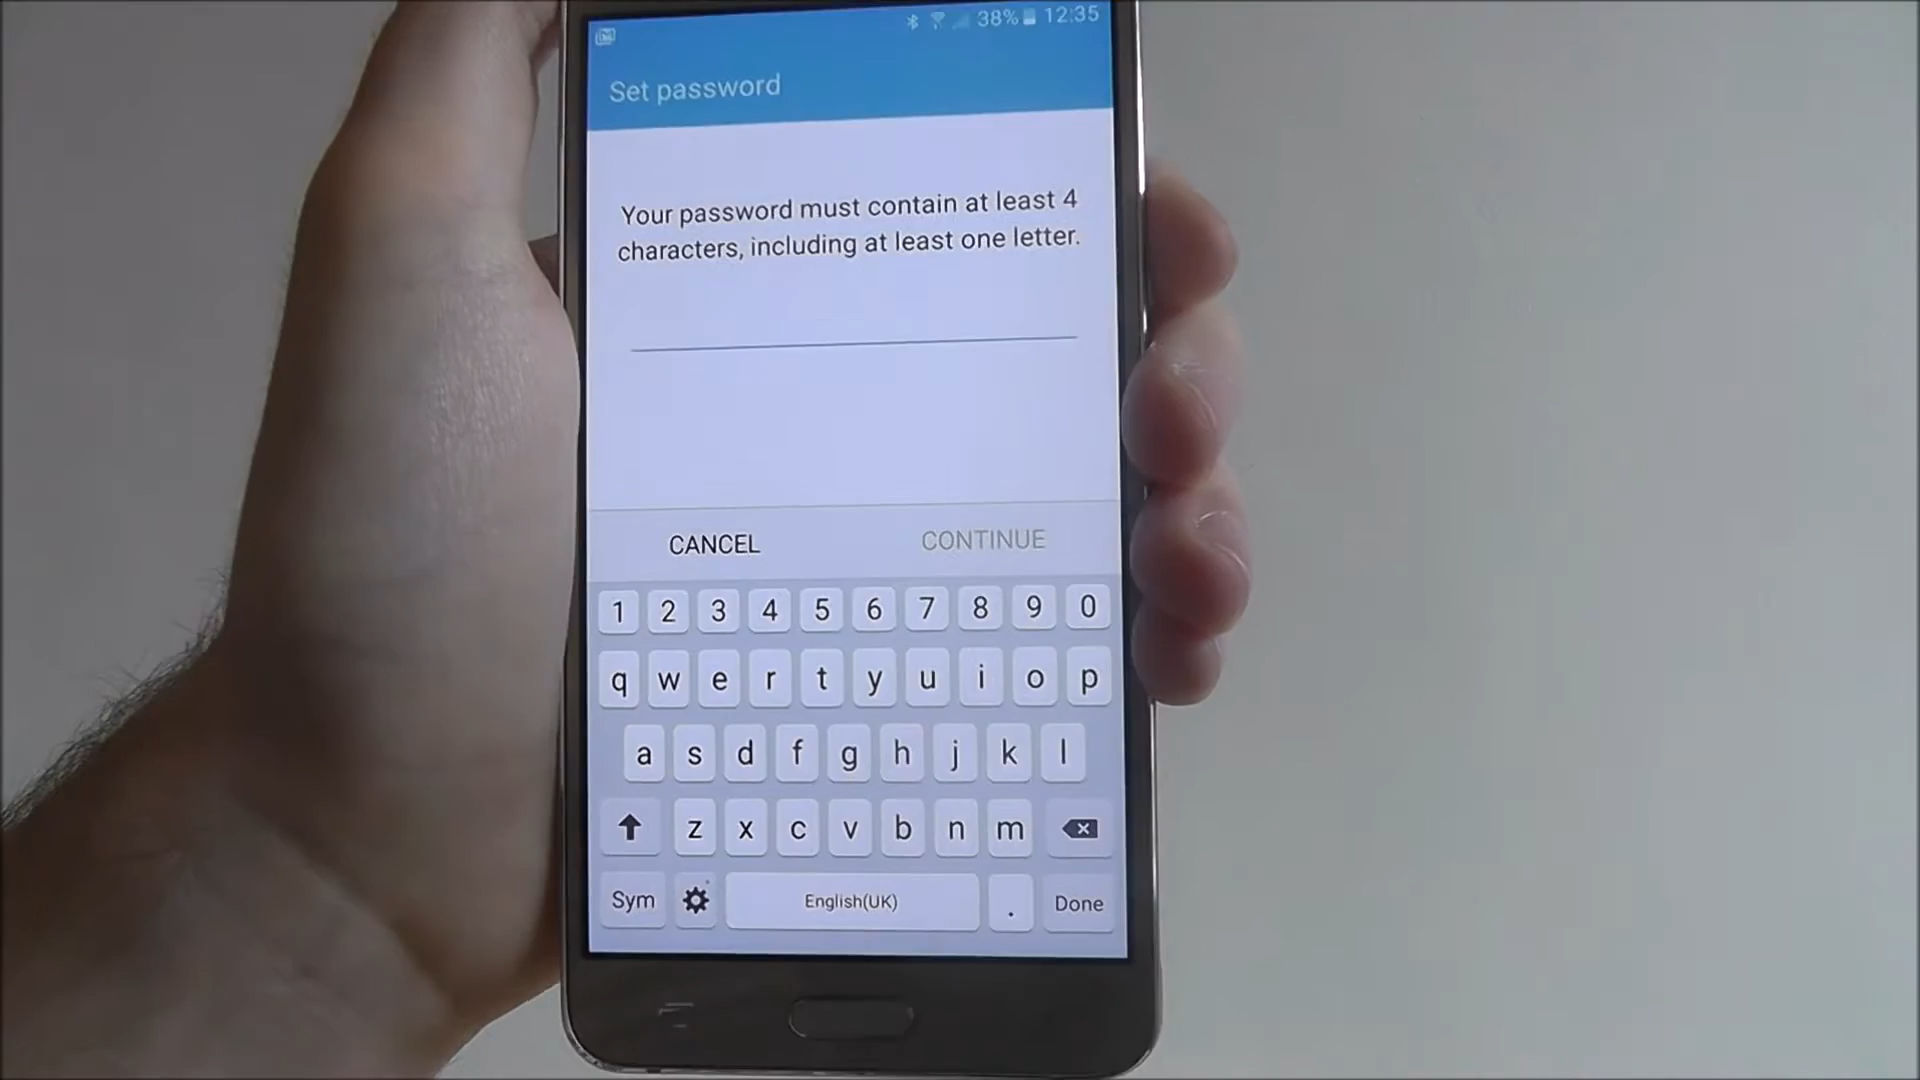 38% 12:35
Set password
Your password must contain at least 4
characters, including at least one letter.
CANCEL CONTINUE
1 2 3 4 5 6 7 8 9 0
q w e r t y u i o p
a s d f g h j k l
z x c v b n m
Sym English(UK) . Done